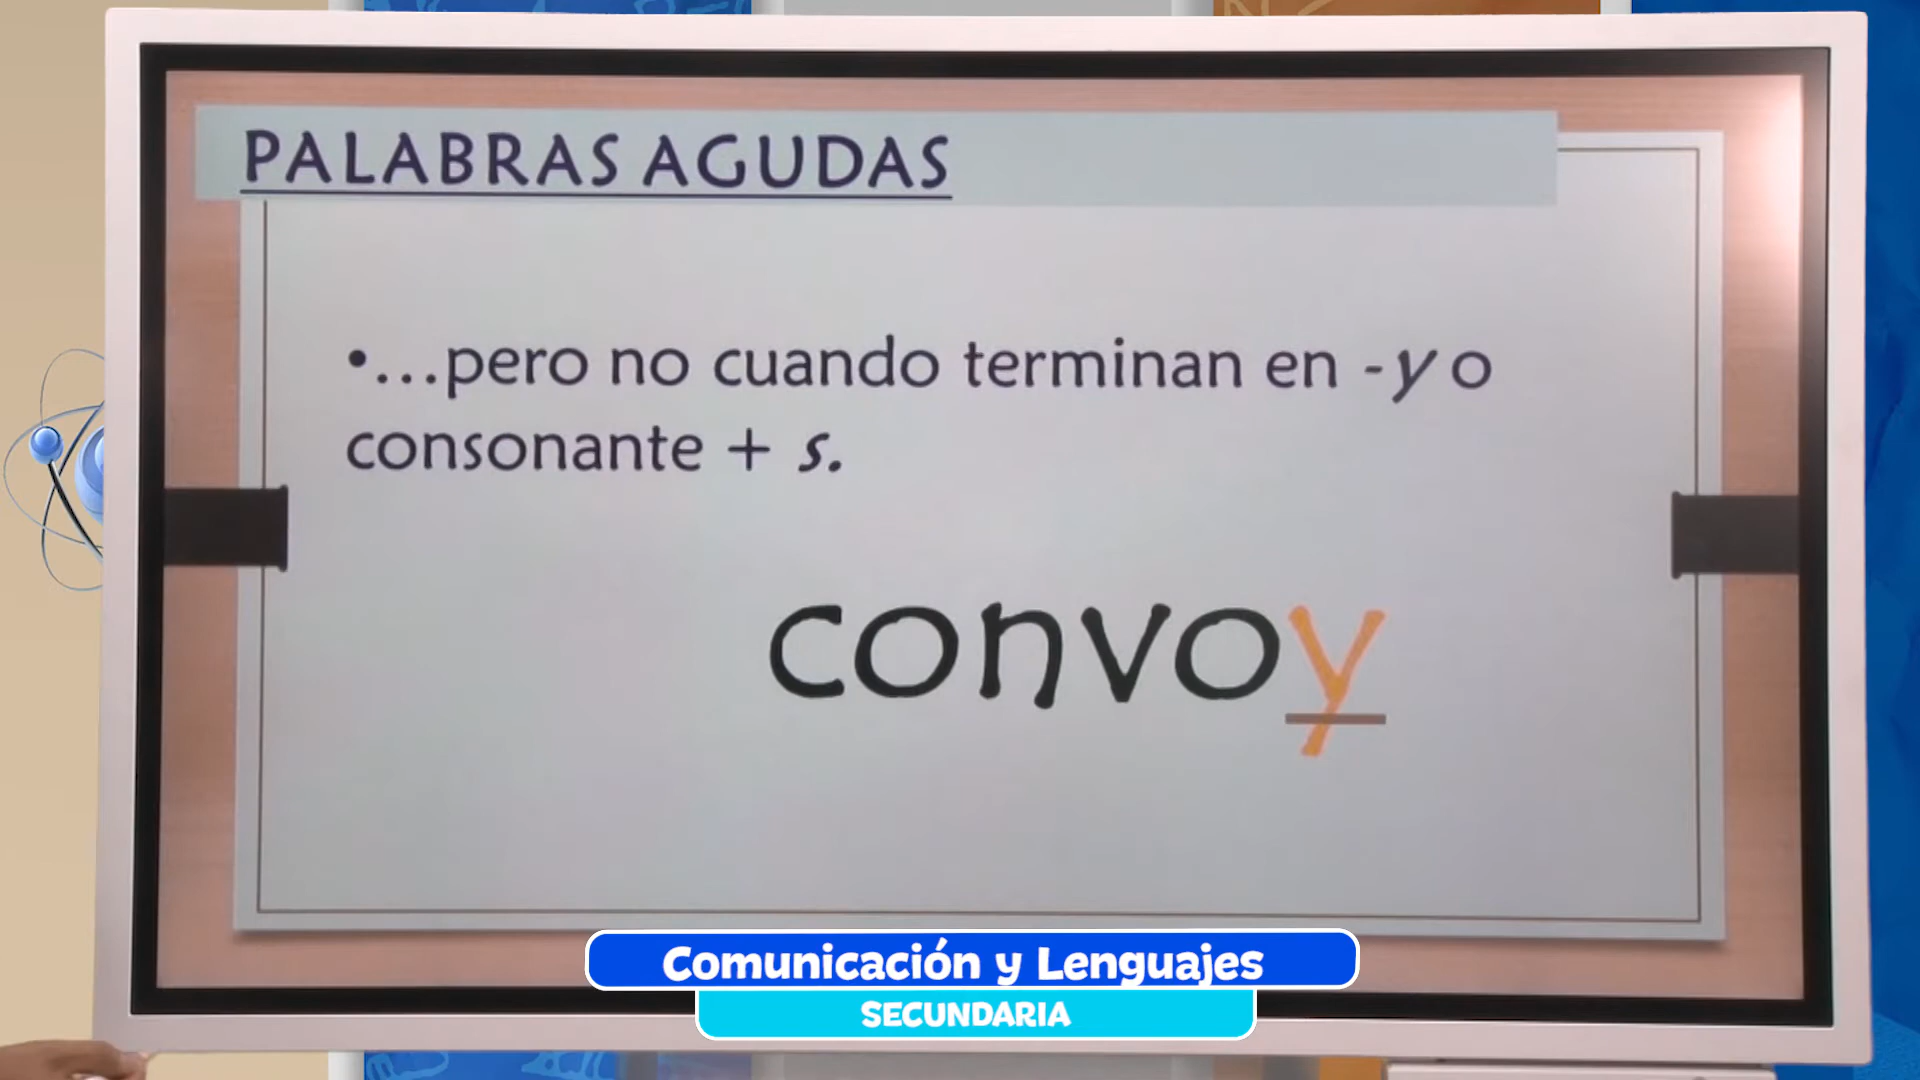 PALABRAS AGUDAS
•...pero no cuando terminan en -y o
consonante + s.
convoy
Comunicación y Lenguajes
SECUNDARIA